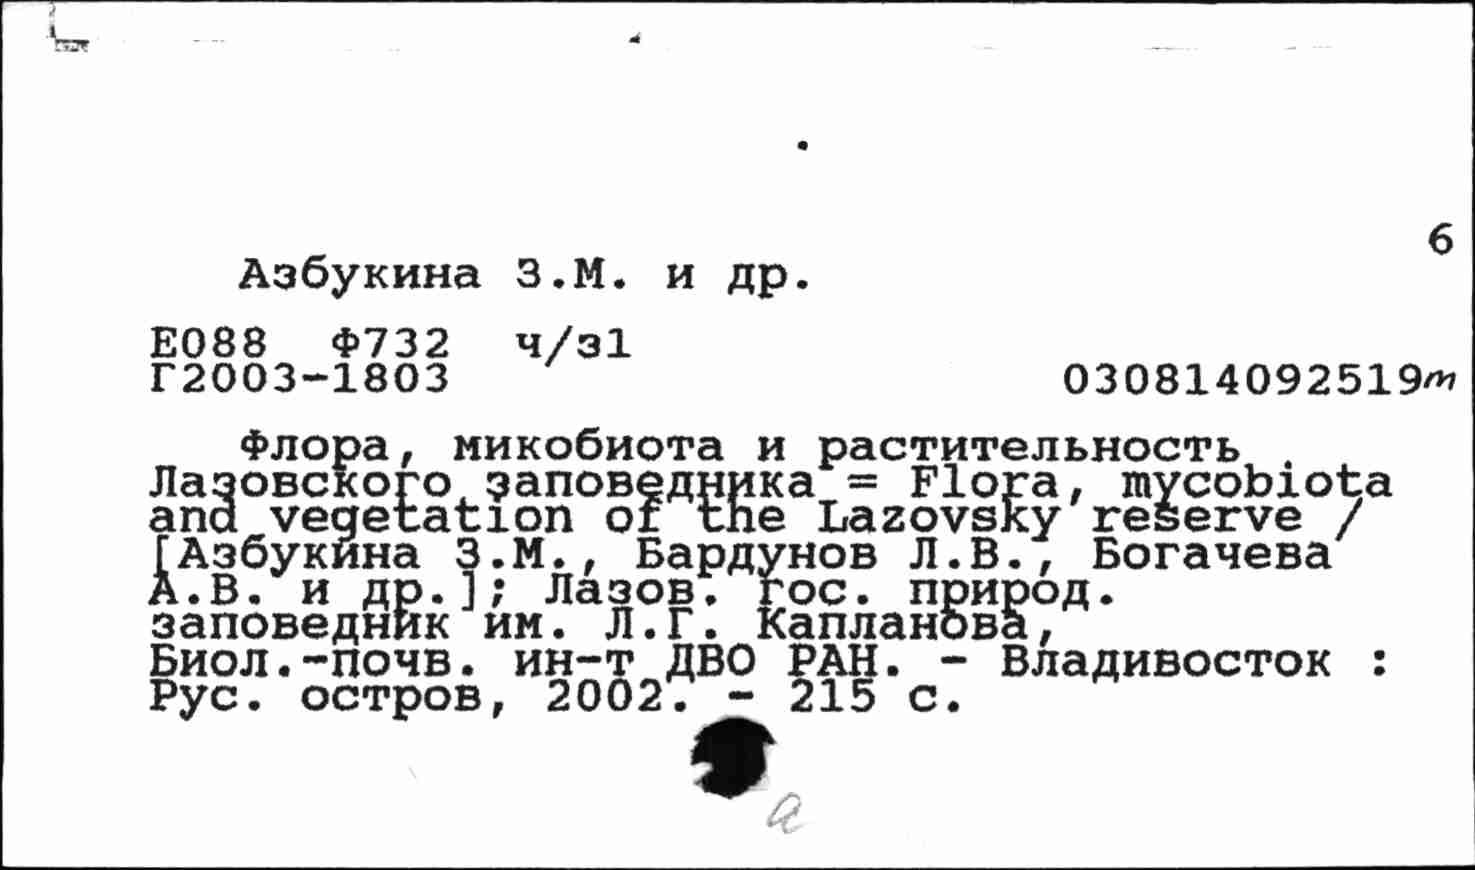 6
Азбукина З.М. и др.
Е088 Ф732 ч/з1
Г2003-1803 030814092519т
Флора, микобиота и растительность
Лазовского заповедника = Flora, mycobiota
and vegetation of the Lazovsky reserve /
[Азбукина З.М., Бардунов Л.В., Богачева
А.В. и др.]; Лазов. гос. природ.
заповедник им. Л.Г. Капланова,
Биол.-почв. ин-т ДВО РАН. - Владивосток :
Рус. остров, 2002. - 215 с.
а